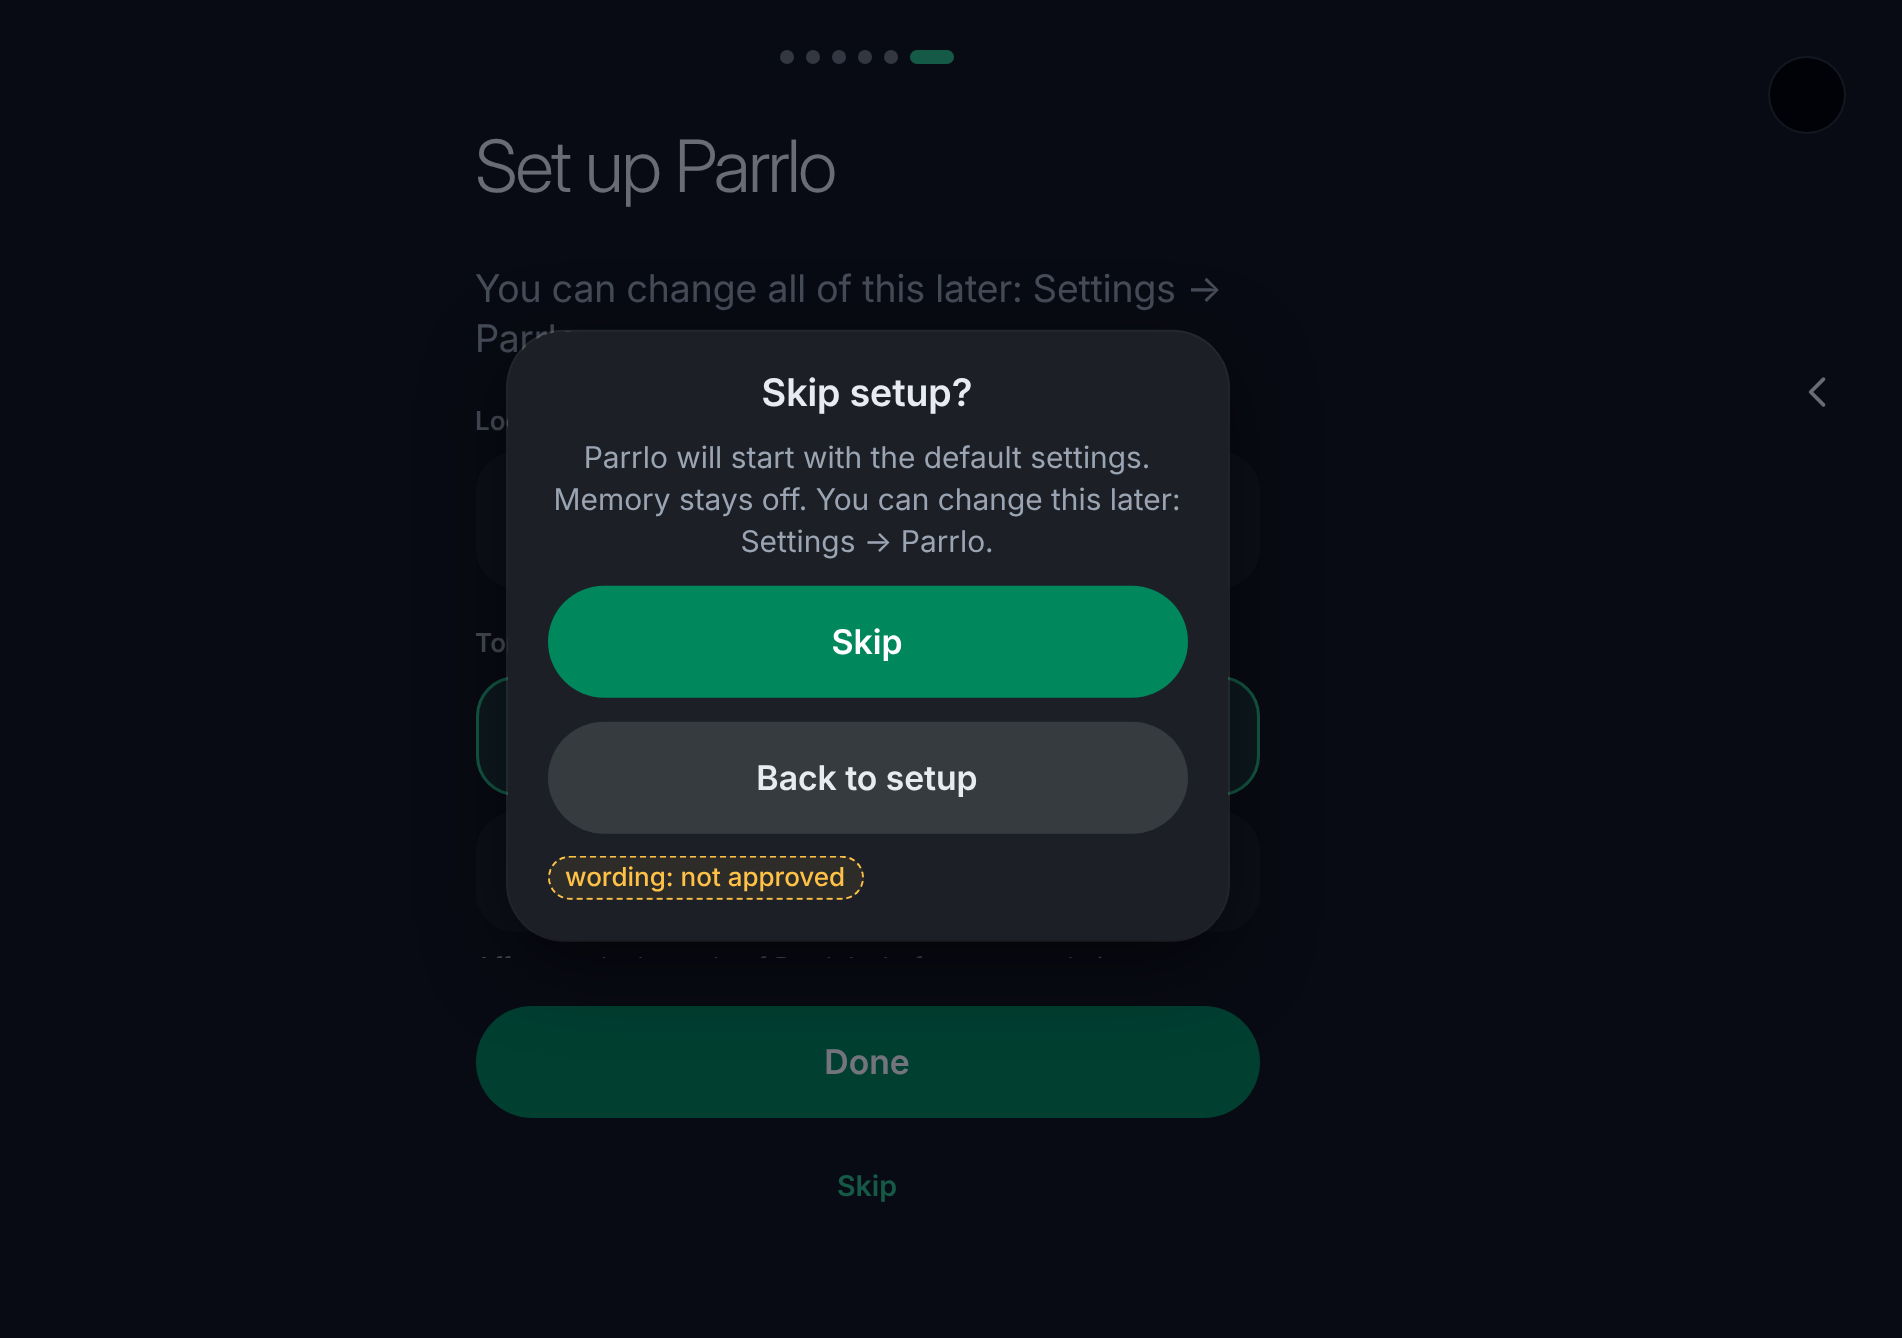 Set up Parrlo
You can change all of this later: Settings →
Skip setup?
Parrlo will start with the default settings.
Memory stays off. You can change this later:
Settings → Parrlo.
Skip
Back to setup
wording: not approved
Done
Skip